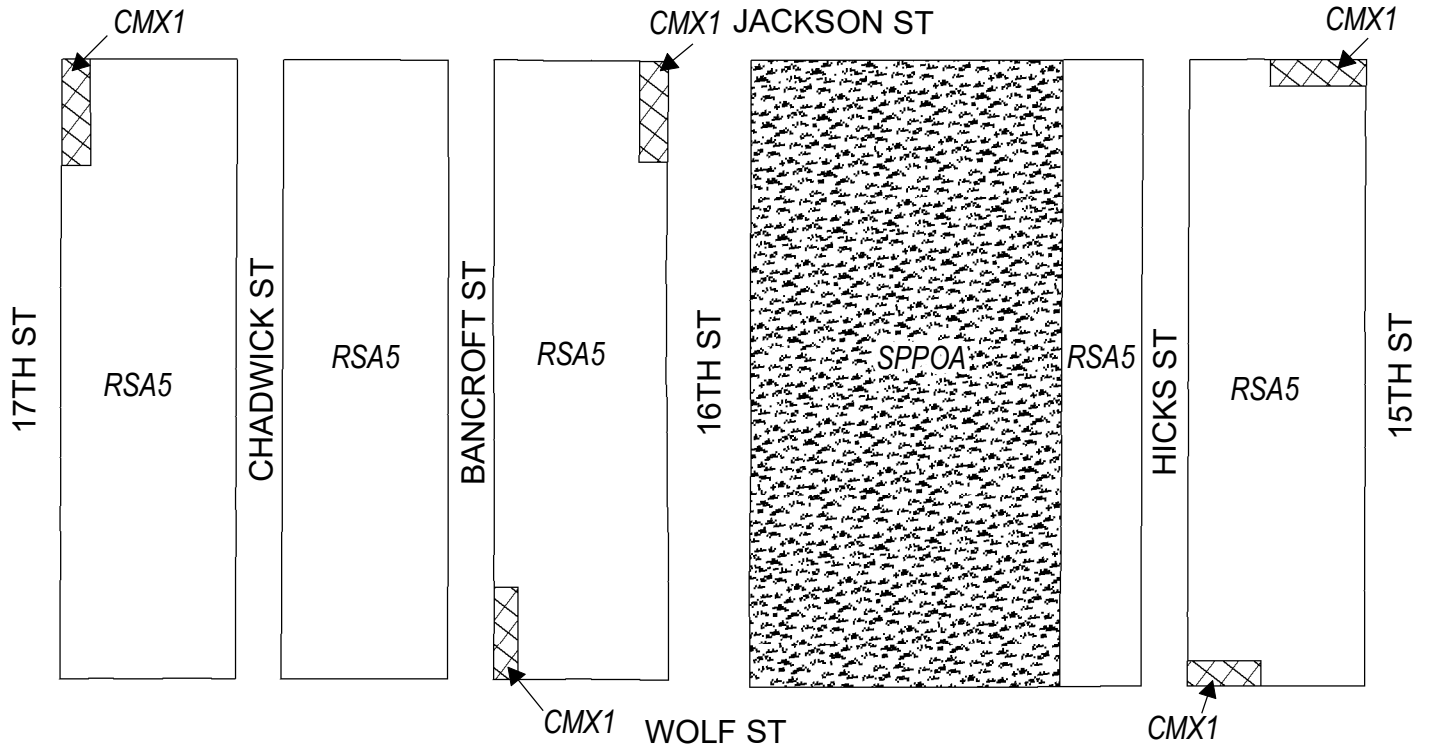 CMX1
CMX1
JACKSON ST
CMX1
17TH ST
RSA5
CHADWICK ST
RSA5
BANCROFT ST
RSA5
16TH ST
SPPOA
RSA5
HICKS ST
RSA5
15TH ST
CMX1
WOLF ST
CMX1